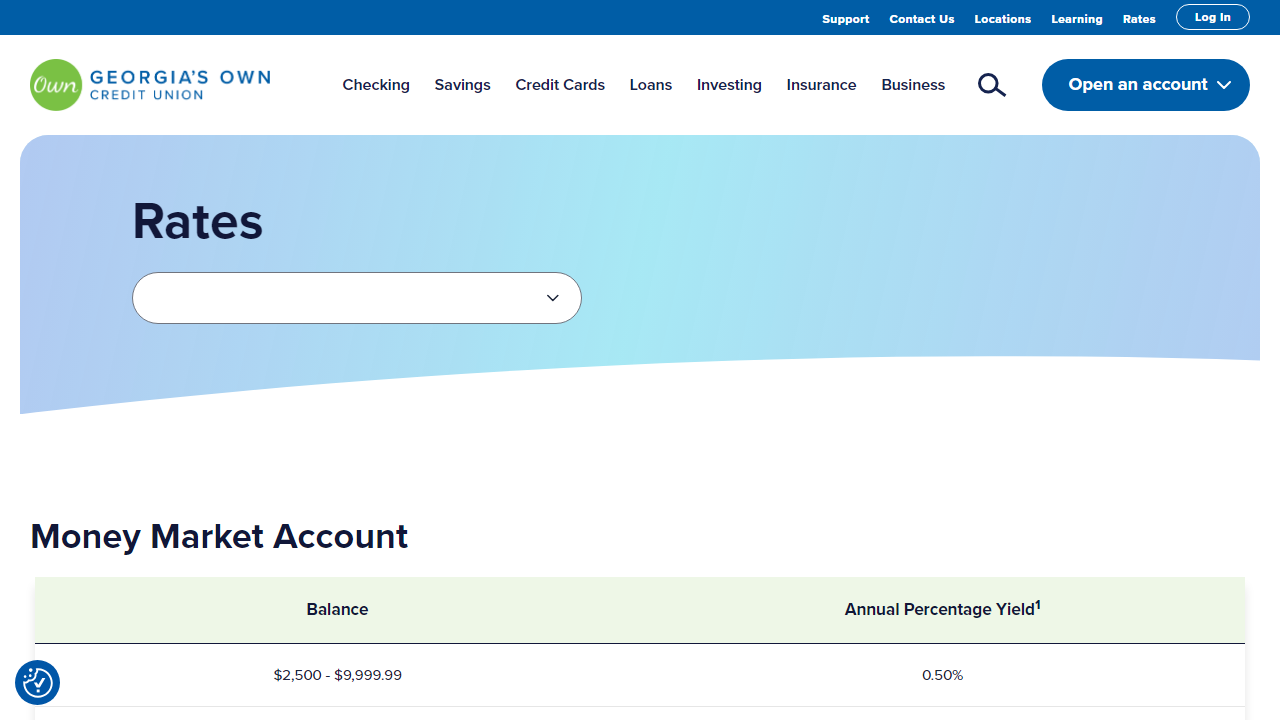 Support Contact Us Locations Learning Rates Log In
Own GEORGIA'S OWN
CREDIT UNION
Checking Savings Credit Cards Loans Investing Insurance Business Open an account
Rates
Money Market Account
Balance Annual Percentage Yield1
$2,500 - $9,999.99 0.50%